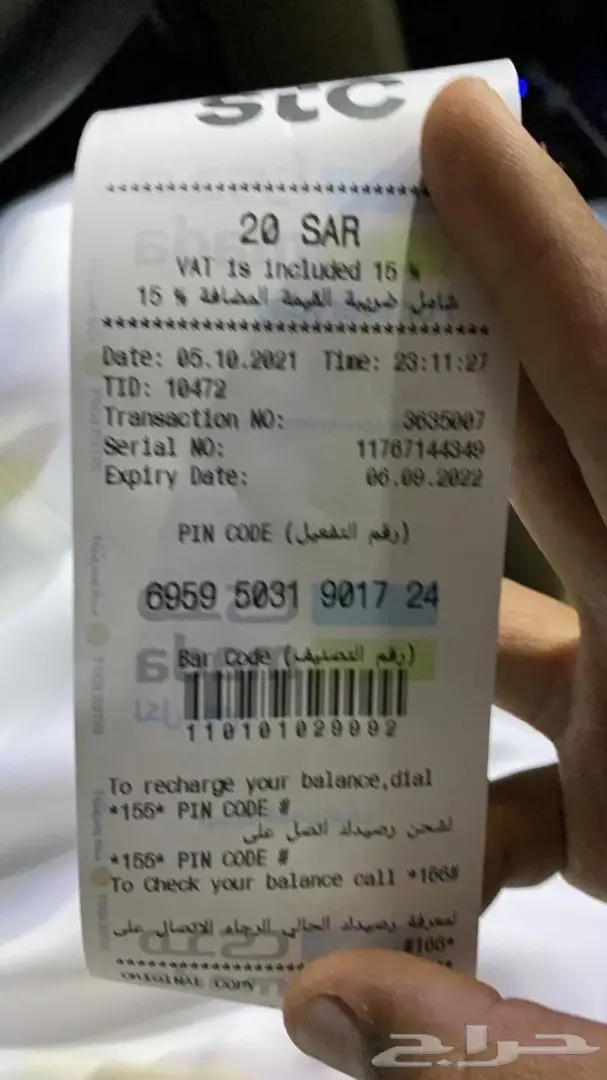 stc
*****************************
20 SAR
VAT is included 15 %
شامل ضريبة القيمة المضافة % 15
*********************************
Date: 05.10.2021 Time: 23:11:27
TID: 10472
Transaction NO: 3635007
Serial NO: 11767144349
Expiry Date: 06.09.2022
PIN CODE (رقم التفعيل)
6959 5031 9017 24
Bar Code (رقم التصنيف)
110101029992
To recharge your balance,dial
*155* PIN CODE #
لشحن رصيدك اتصل على
*155* PIN CODE #
To Check your balance call *166#
لمعرفة رصيدك الحالي الرجاء الاتصال على
#166*
ORIGINAL COPY
حراج